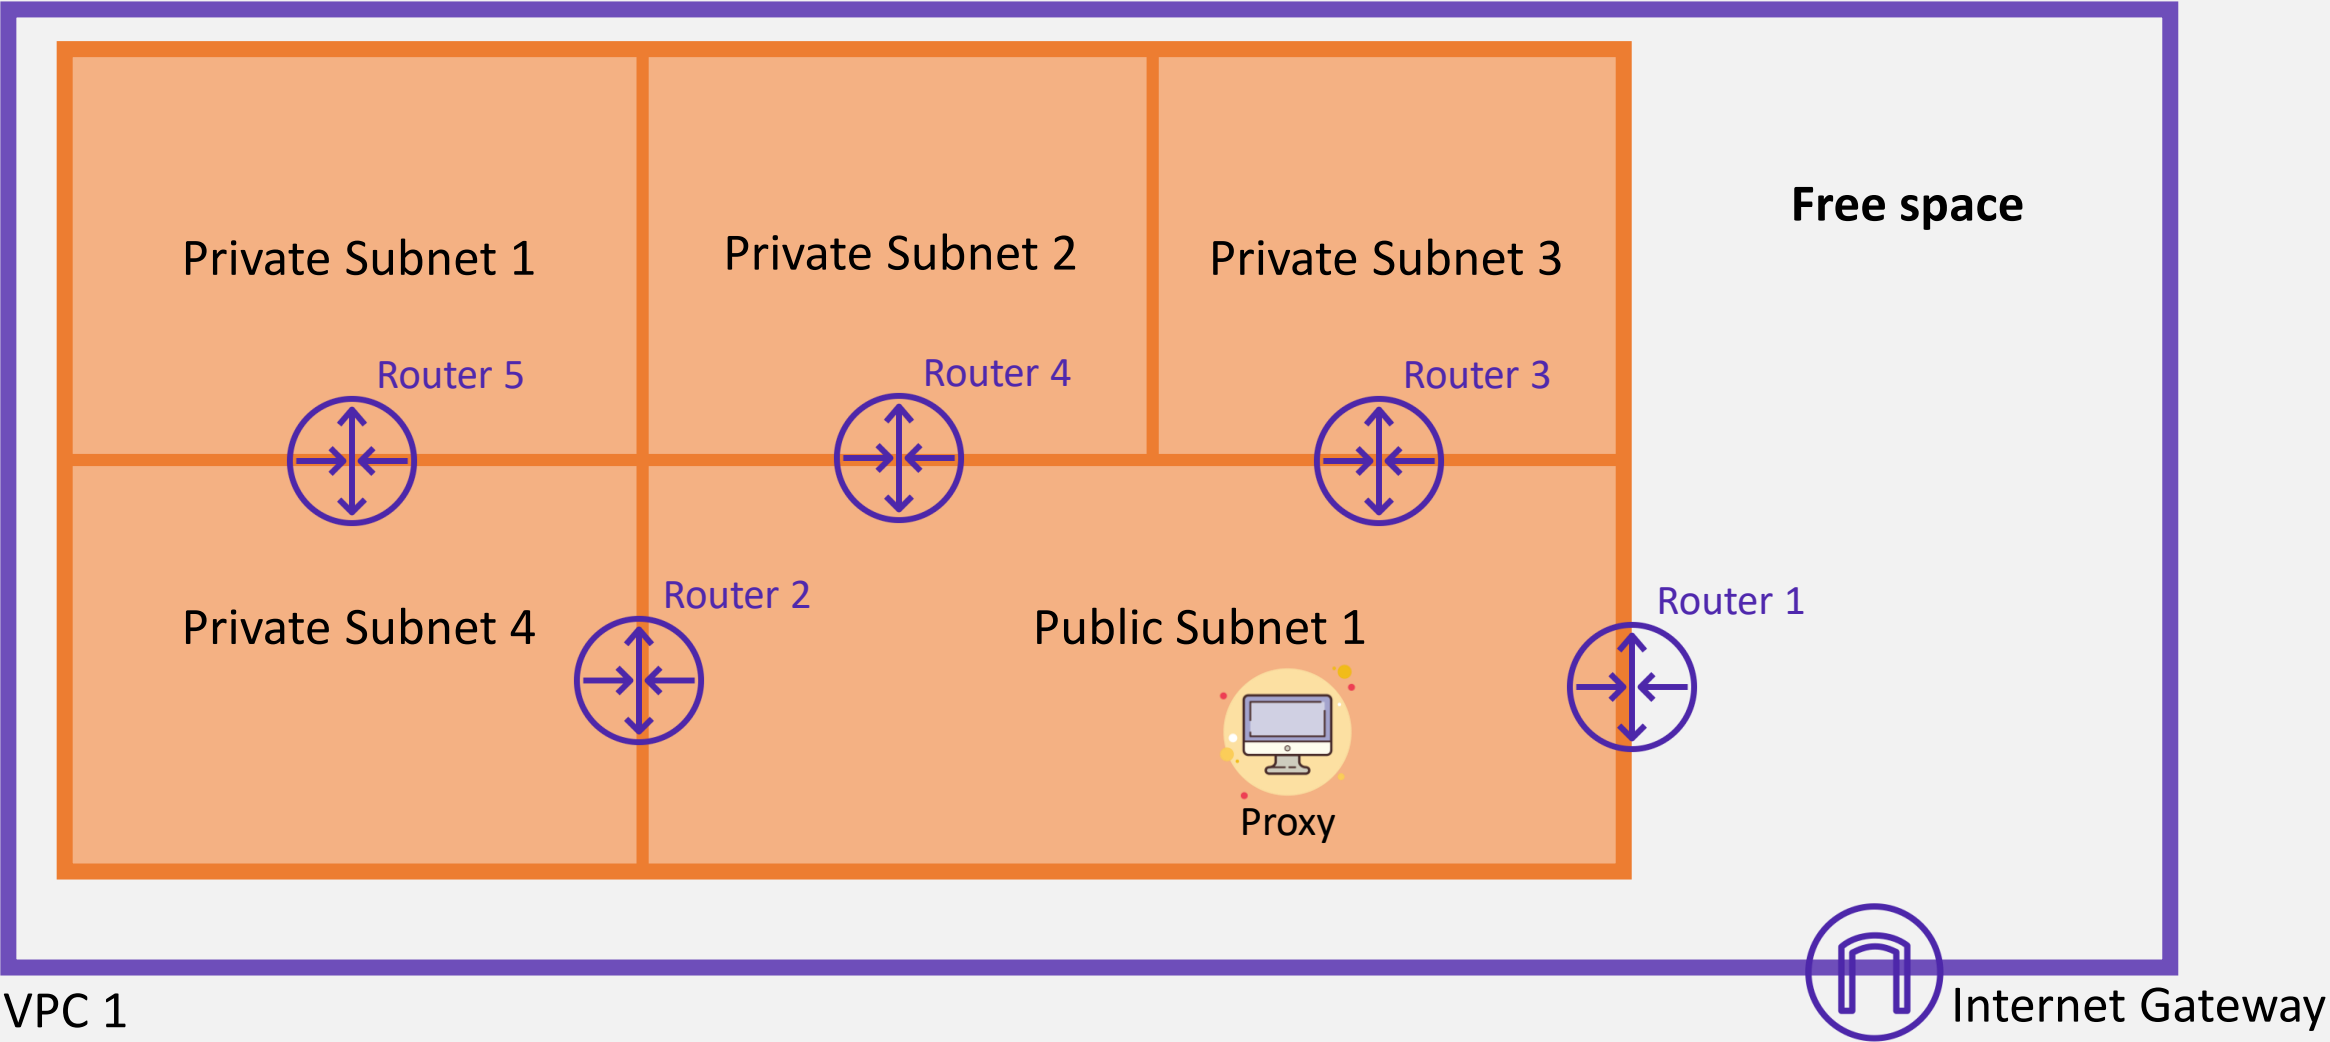 Free space
Private Subnet 1
Private Subnet 2
Private Subnet 3
Router 5
Router 4
Router 3
Router 2
Router 1
Private Subnet 4
Public Subnet 1
Proxy
VPC 1
Internet Gateway